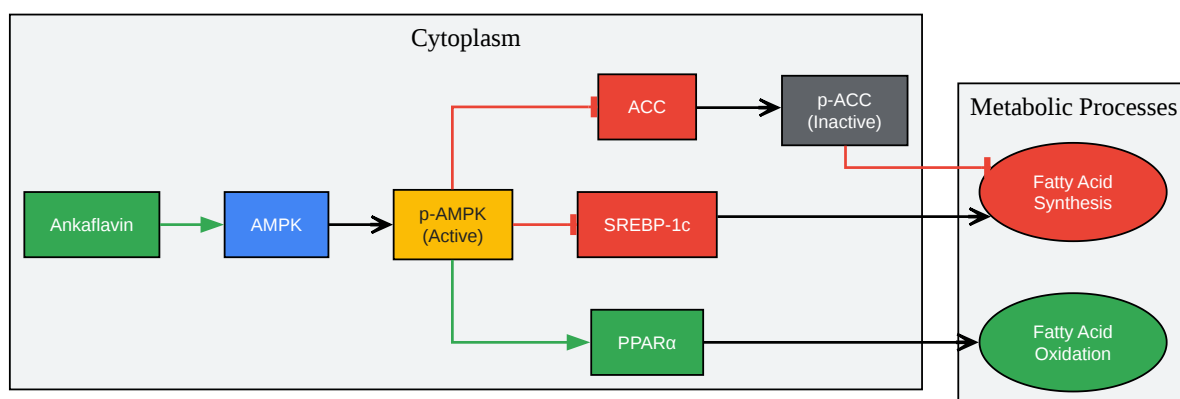 Cytoplasm
Metabolic Processes
ACC
p-ACC
(Inactive)
Ankaflavin
AMPK
p-AMPK
(Active)
SREBP-1c
Fatty Acid
Synthesis
PPARα
Fatty Acid
Oxidation